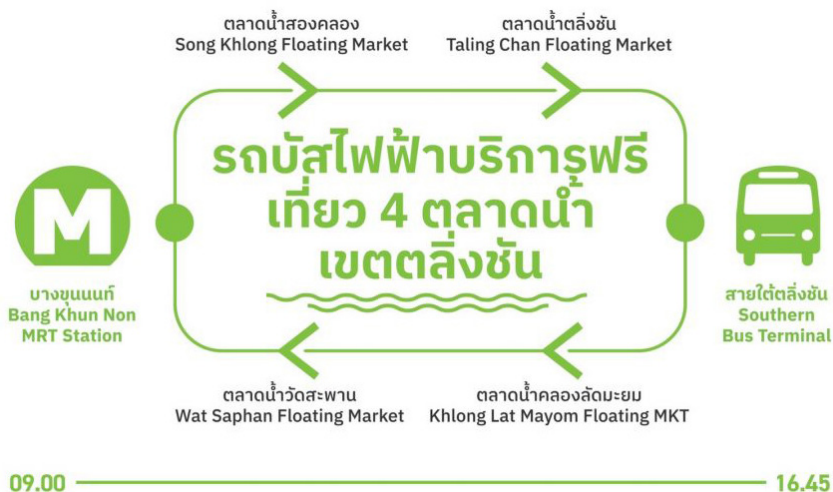 ตลาดน้ำสองคลอง
Song Khlong Floating Market
ตลาดน้ำตลิ่งชัน
Taling Chan Floating Market
รถบัสไฟฟ้าบริการฟรี
เที่ยว 4 ตลาดน้ำ
เขตตลิ่งชัน
M
บางขุนนนท์
Bang Khun Non
MRT Station
สายใต้ตลิ่งชัน
Southern
Bus Terminal
ตลาดน้ำวัดสะพาน
Wat Saphan Floating Market
ตลาดน้ำคลองลัดมะยม
Khlong Lat Mayom Floating MKT
09.00
16.45